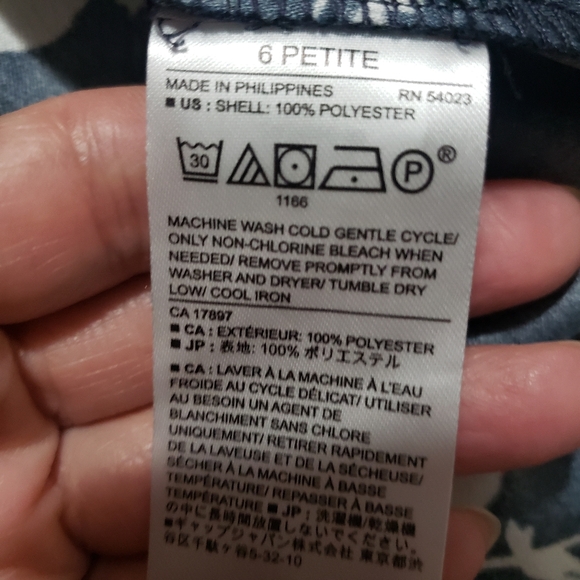 6 PETITE
MADE IN PHILIPPINES RN 54023
■ US : SHELL: 100% POLYESTER
30 P ®
1166
MACHINE WASH COLD GENTLE CYCLE/
ONLY NON-CHLORINE BLEACH WHEN
NEEDED/ REMOVE PROMPTLY FROM
WASHER AND DRYER/ TUMBLE DRY
LOW/ COOL IRON
CA 17897
■ CA : EXTÉRIEUR: 100% POLYESTER
■ JP : 表地: 100% ポリエステル
■ CA : LAVER À LA MACHINE À L'EAU
FROIDE AU CYCLE DÉLICAT/ UTILISER
AU BESOIN UN AGENT DE
BLANCHIMENT SANS CHLORE
UNIQUEMENT/ RETIRER RAPIDEMENT
DE LA LAVEUSE ET DE LA SÉCHEUSE/
SÉCHER À LA MACHINE À BASSE
TEMPÉRATURE/ REPASSER À BASSE
TEMPÉRATURE ■ JP : 洗濯機/乾燥機
の中に長時間放置しないでください.
■ギャップジャパン株式会社 東京都渋
谷区千駄ヶ谷5-32-10